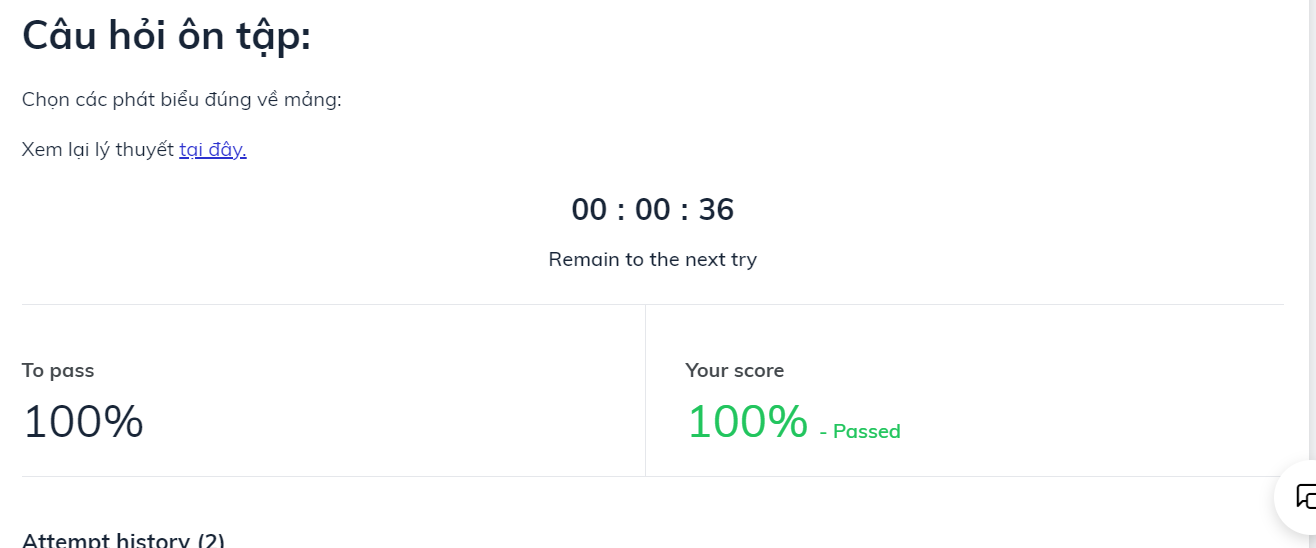 Câu hỏi ôn tập:
Chọn các phát biểu đúng về mảng:
Xem lại lý thuyết tại đây.
00 : 00 : 36
Remain to the next try
To pass
100%
Your score
100% - Passed
Attempt history (2)